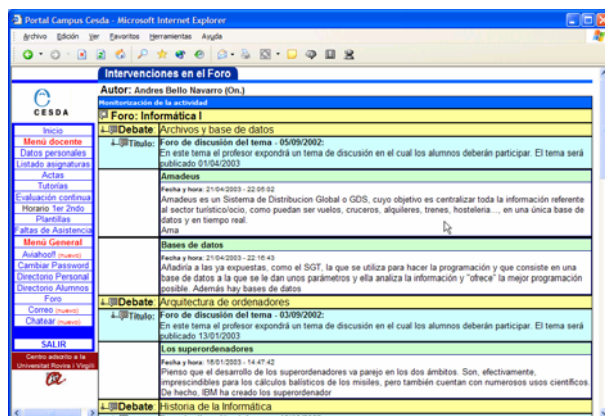 Portal Campus Cesda - Microsoft Internet Explorer
Archivo Edición Ver Favoritos Herramientas Ayuda
Intervenciones en el Foro
Autor: Andres Bello Navarro (On.)
Monitorización de la actividad
Foro: Informática I
Debate: Archivos y base de datos
Título: Foro de discusión del tema - 05/09/2002:
En este tema el profesor expondrá un tema de discusión en el cual los alumnos deberán participar. El tema será
publicado 01/04/2003
Amadeus
Fecha y hora: 21/04/2003 - 22:06:02
Amadeus es un Sistema de Distribucion Global o GDS, cuyo objetivo es centralizar toda la información referente
al sector turístico/ocio, como puedan ser vuelos, cruceros, alquileres, trenes, hosteleria..., en una única base de
datos y en tiempo real.
Ama
Bases de datos
Fecha y hora: 21/04/2003 - 22:16:43
Añadiría a las ya expuestas, como el SGT, la que se utiliza para hacer la programación y que consiste en una
base de datos a la que se le dan unos parámetros y ella analiza la información y "ofrece" la mejor programación
posible. Además hay bases de datos
Debate: Arquitectura de ordenadores
Título: Foro de discusión del tema - 03/09/2002:
En este tema el profesor expondrá un tema de discusión en el cual los alumnos deberán participar. El tema será
publicado 13/01/2003
Los superordenadores
Fecha y hora: 16/01/2003 - 14:47:42
Pienso que el desarrollo de los superordenadores va parejo en los dos ámbitos. Son, efectivamente,
imprescindibles para los cálculos balísticos de los misiles, pero también cuentan con numerosos usos científicos.
De hecho, IBM ha creado los superordenador
Debate: Historia de la Informática
CESDA
Inicio
Menú docente
Datos personales
Listado asignaturas
Actas
Tutorías
Evaluación continua
Horario 1er 2ndo
Plantillas
Faltas de Asistencia
Menú General
Aviahoo!! (nuevo)
Cambiar Password
Directorio Personal
Directorio Alumnos
Foro
Correo (nuevo)
Chatear (nuevo)
SALIR
Centro adscrito a la
Universitat Rovira i Virgili